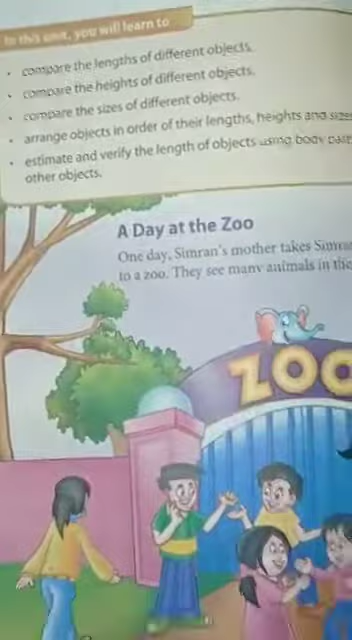 In this unit, you will learn to
• compare the lengths of different objects.
• compare the heights of different objects.
• compare the sizes of different objects.
• arrange objects in order of their lengths, heights and sizes
• estimate and verify the length of objects using body
other objects.
A Day at the Zoo
One day, Simran's mother takes
to a zoo. They see many animals in the
ZOO